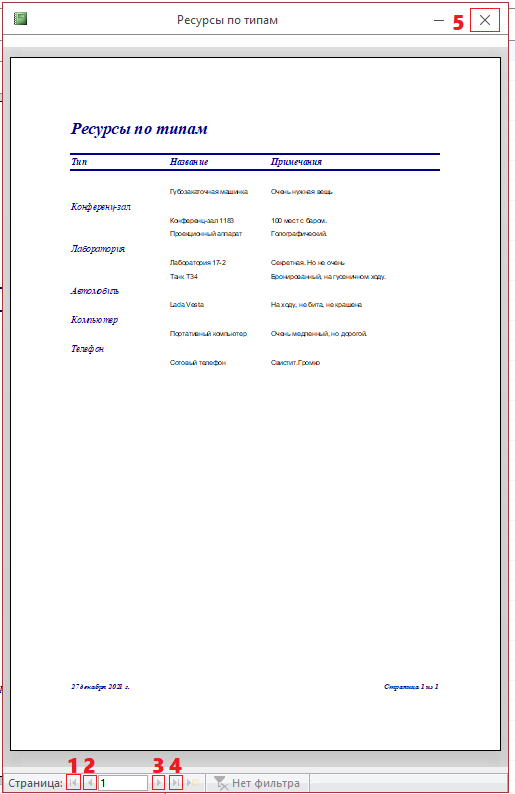 Ресурсы по типам
5
Ресурсы по типам
Тип Название Примечания
Губозакаточная машинка Очень нужная вещь
Конференц-зал
Конференц-зал 1183 100 мест с баром.
Проекционный аппарат Голографический.
Лаборатория
Лаборатория 17-2 Секретная. Но не очень
Танк Т34 Бронированный, на гусеничном ходу.
Автомобиль
Lada Vesta На ходу, не бита, не крашена
Компьютер
Портативный компьютер Очень медленный, но дорогой.
Телефон
Сотовый телефон Свистит.Громко
27 декабря 2021 г. Страница 1 из 1
1 2 3 4
Страница: 1 Нет фильтра